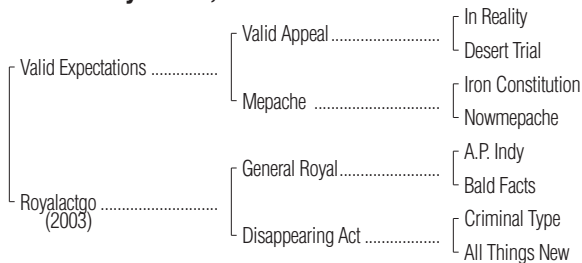 In Reality
Valid Appeal................................
Desert Trial
Valid Expectations ...................
Iron Constitution
Mepache ....................................
Nowmepache
A.P. Indy
General Royal.............................
Bald Facts
Royalactgo .................................
(2003)
Criminal Type
Disappearing Act .....................
All Things New